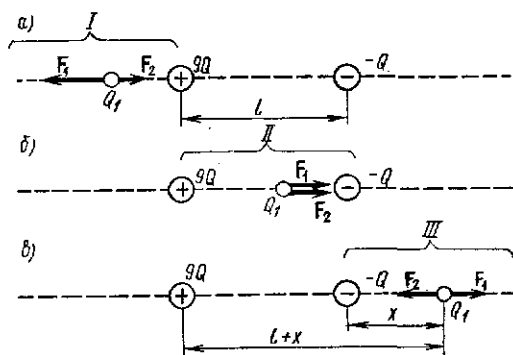 а) I
F₁ F₂ 9Q -Q
Q₁
l
б) II
9Q F₁ -Q
Q₁ F₂
в) III
9Q -Q F₂ F₁
Q₁
x
l+x